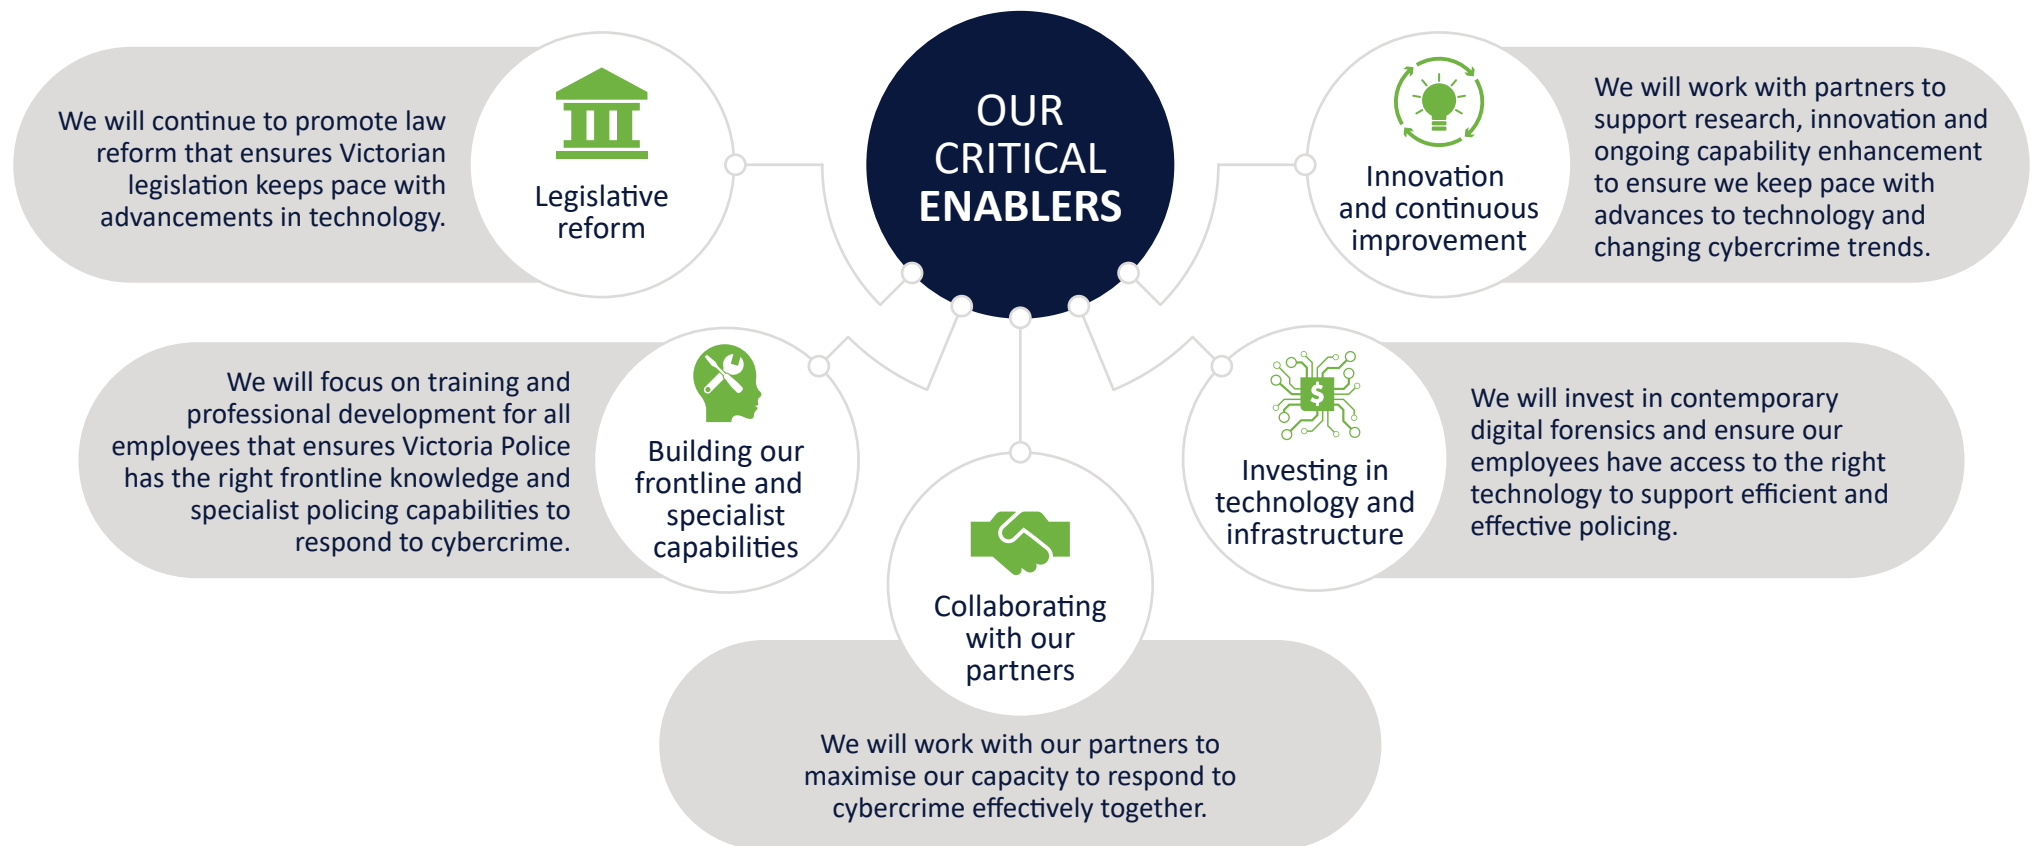 OUR
CRITICAL
ENABLERS
We will continue to promote law
reform that ensures Victorian
legislation keeps pace with
advancements in technology.
Legislative
reform
We will focus on training and
professional development for all
employees that ensures Victoria Police
has the right frontline knowledge and
specialist policing capabilities to
respond to cybercrime.
Building our
frontline and
specialist
capabilities
Collaborating
with our
partners
We will work with our partners to
maximise our capacity to respond to
cybercrime effectively together.
$
Investing in
technology and
infrastructure
We will invest in contemporary
digital forensics and ensure our
employees have access to the right
technology to support efficient and
effective policing.
Innovation
and continuous
improvement
We will work with partners to
support research, innovation and
ongoing capability enhancement
to ensure we keep pace with
advances to technology and
changing cybercrime trends.